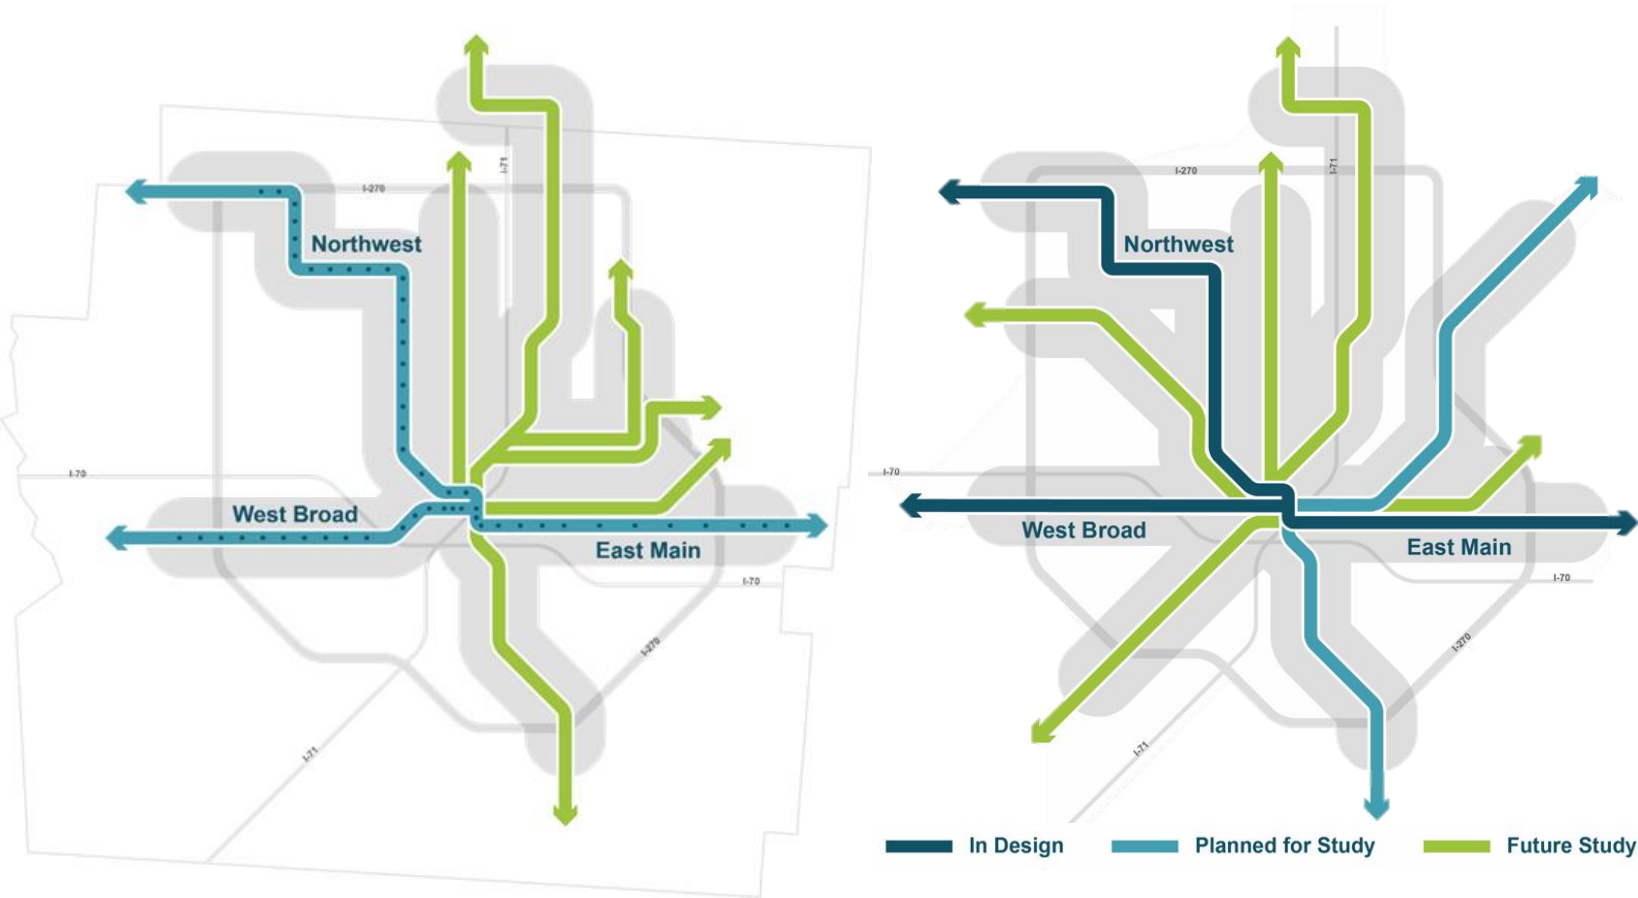 I-71
I-270
Northwest
I-70
West Broad
East Main
I-70
I-270
I-71
I-71
I-270
Northwest
I-70
West Broad
East Main
I-70
I-270
I-71
In Design
Planned for Study
Future Study